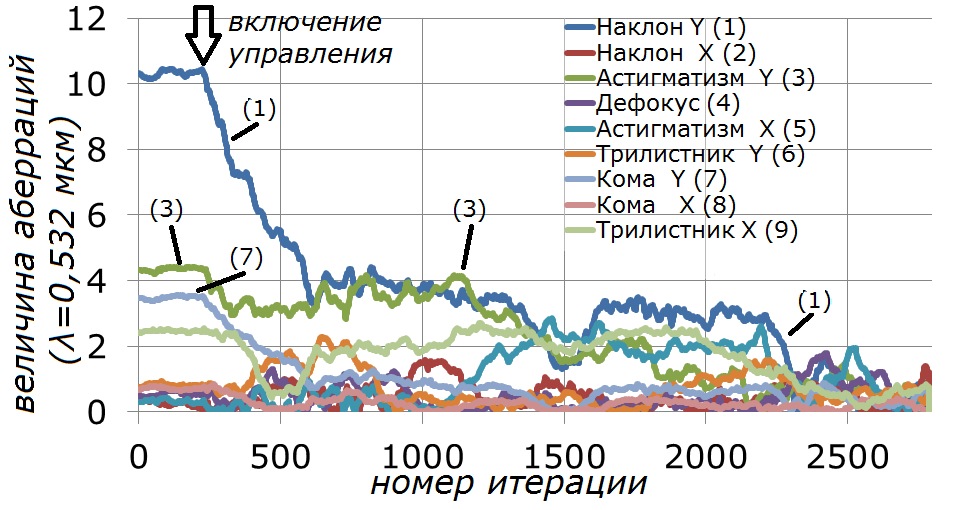 12
10
8
6
4
2
0
величина аберраций
(λ=0,532 мкм)
включение
управления
(1)
(3)
(7)
(3)
(1)
Наклон Y (1)
Наклон X (2)
Астигматизм Y (3)
Дефокус (4)
Астигматизм X (5)
Трилистник Y (6)
Кома Y (7)
Кома X (8)
Трилистник X (9)
0 500 1000 1500 2000 2500
номер итерации